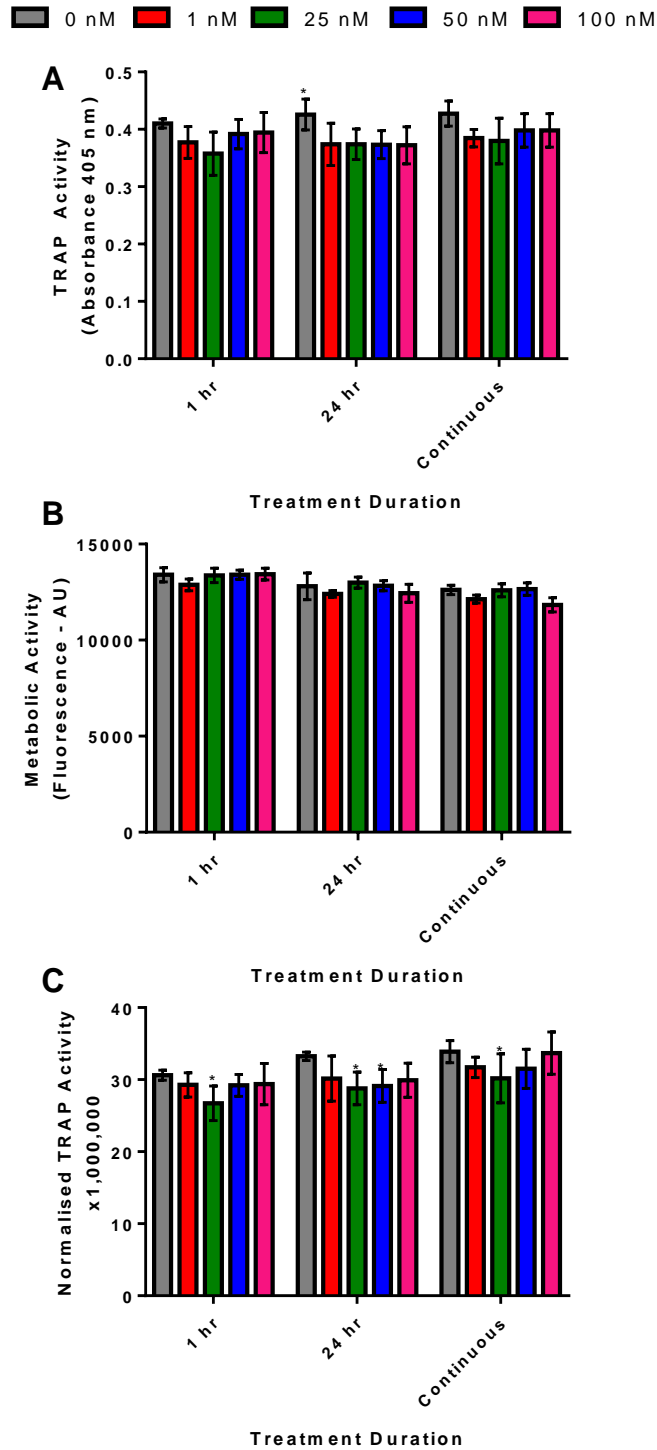 0 nM 1 nM 25 nM 50 nM 100 nM
A
TRAP Activity
(Absorbance 405 nm)
0.5
0.4
0.3
0.2
0.1
0.0
*
1 hr
24 hr
Continuous
Treatment Duration
B
Metabolic Activity
(Fluorescence - AU)
15000
10000
5000
0
1 hr
24 hr
Continuous
Treatment Duration
C
Normalised TRAP Activity
x1,000,000
40
30
20
10
0
* * * *
1 hr
24 hr
Continuous
Treatment Duration